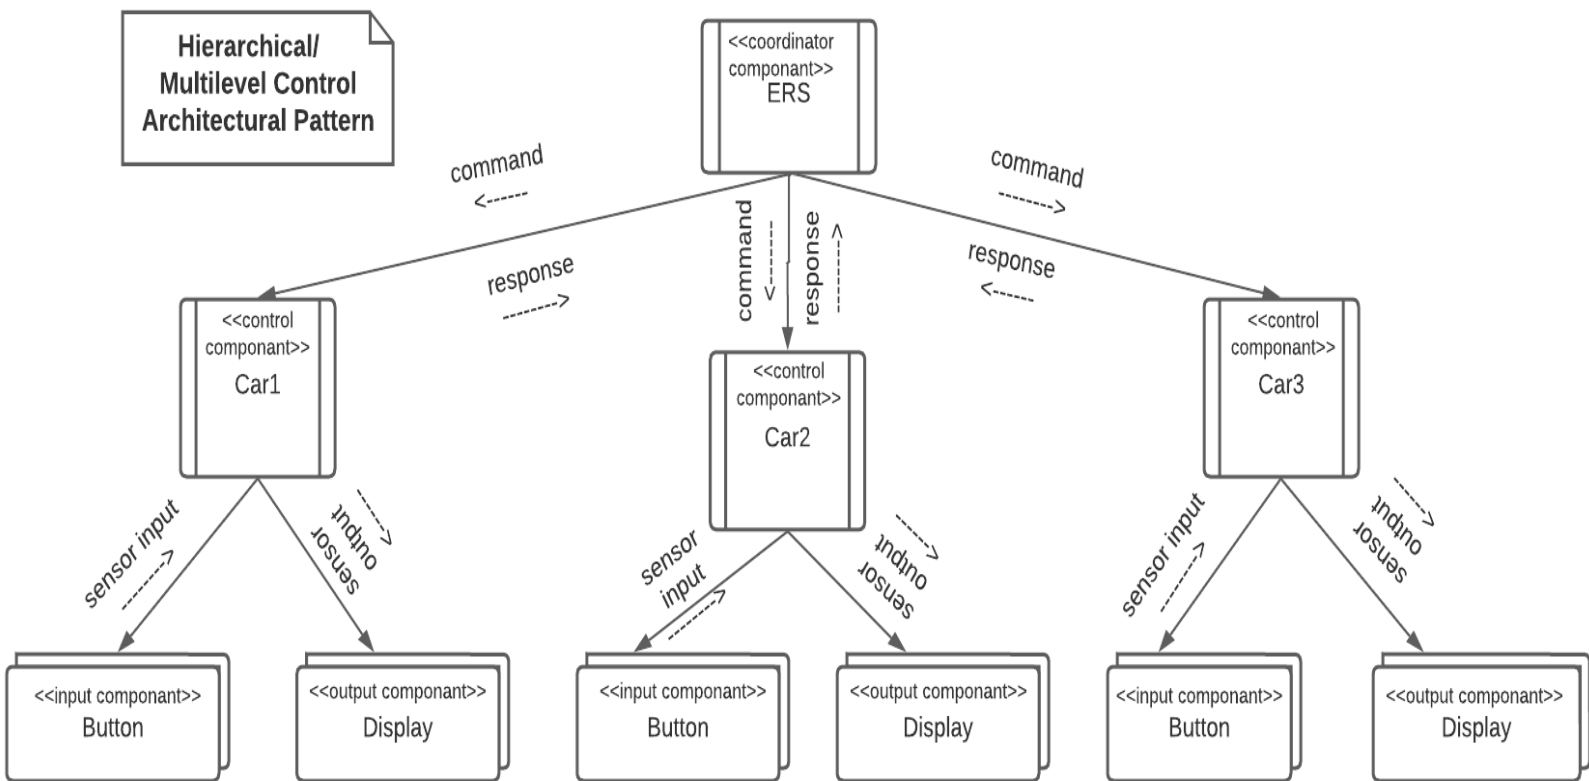 Hierarchical/
Multilevel Control
Architectural Pattern
<<coordinator
componant>>
ERS
command
response
command
response
command
response
<<control
componant>>
Car1
<<control
componant>>
Car2
<<control
componant>>
Car3
sensor input
sensor
output
sensor
input
sensor
output
sensor input
sensor
output
<<input componant>>
Button
<<output componant>>
Display
<<input componant>>
Button
<<output componant>>
Display
<<input componant>>
Button
<<output componant>>
Display